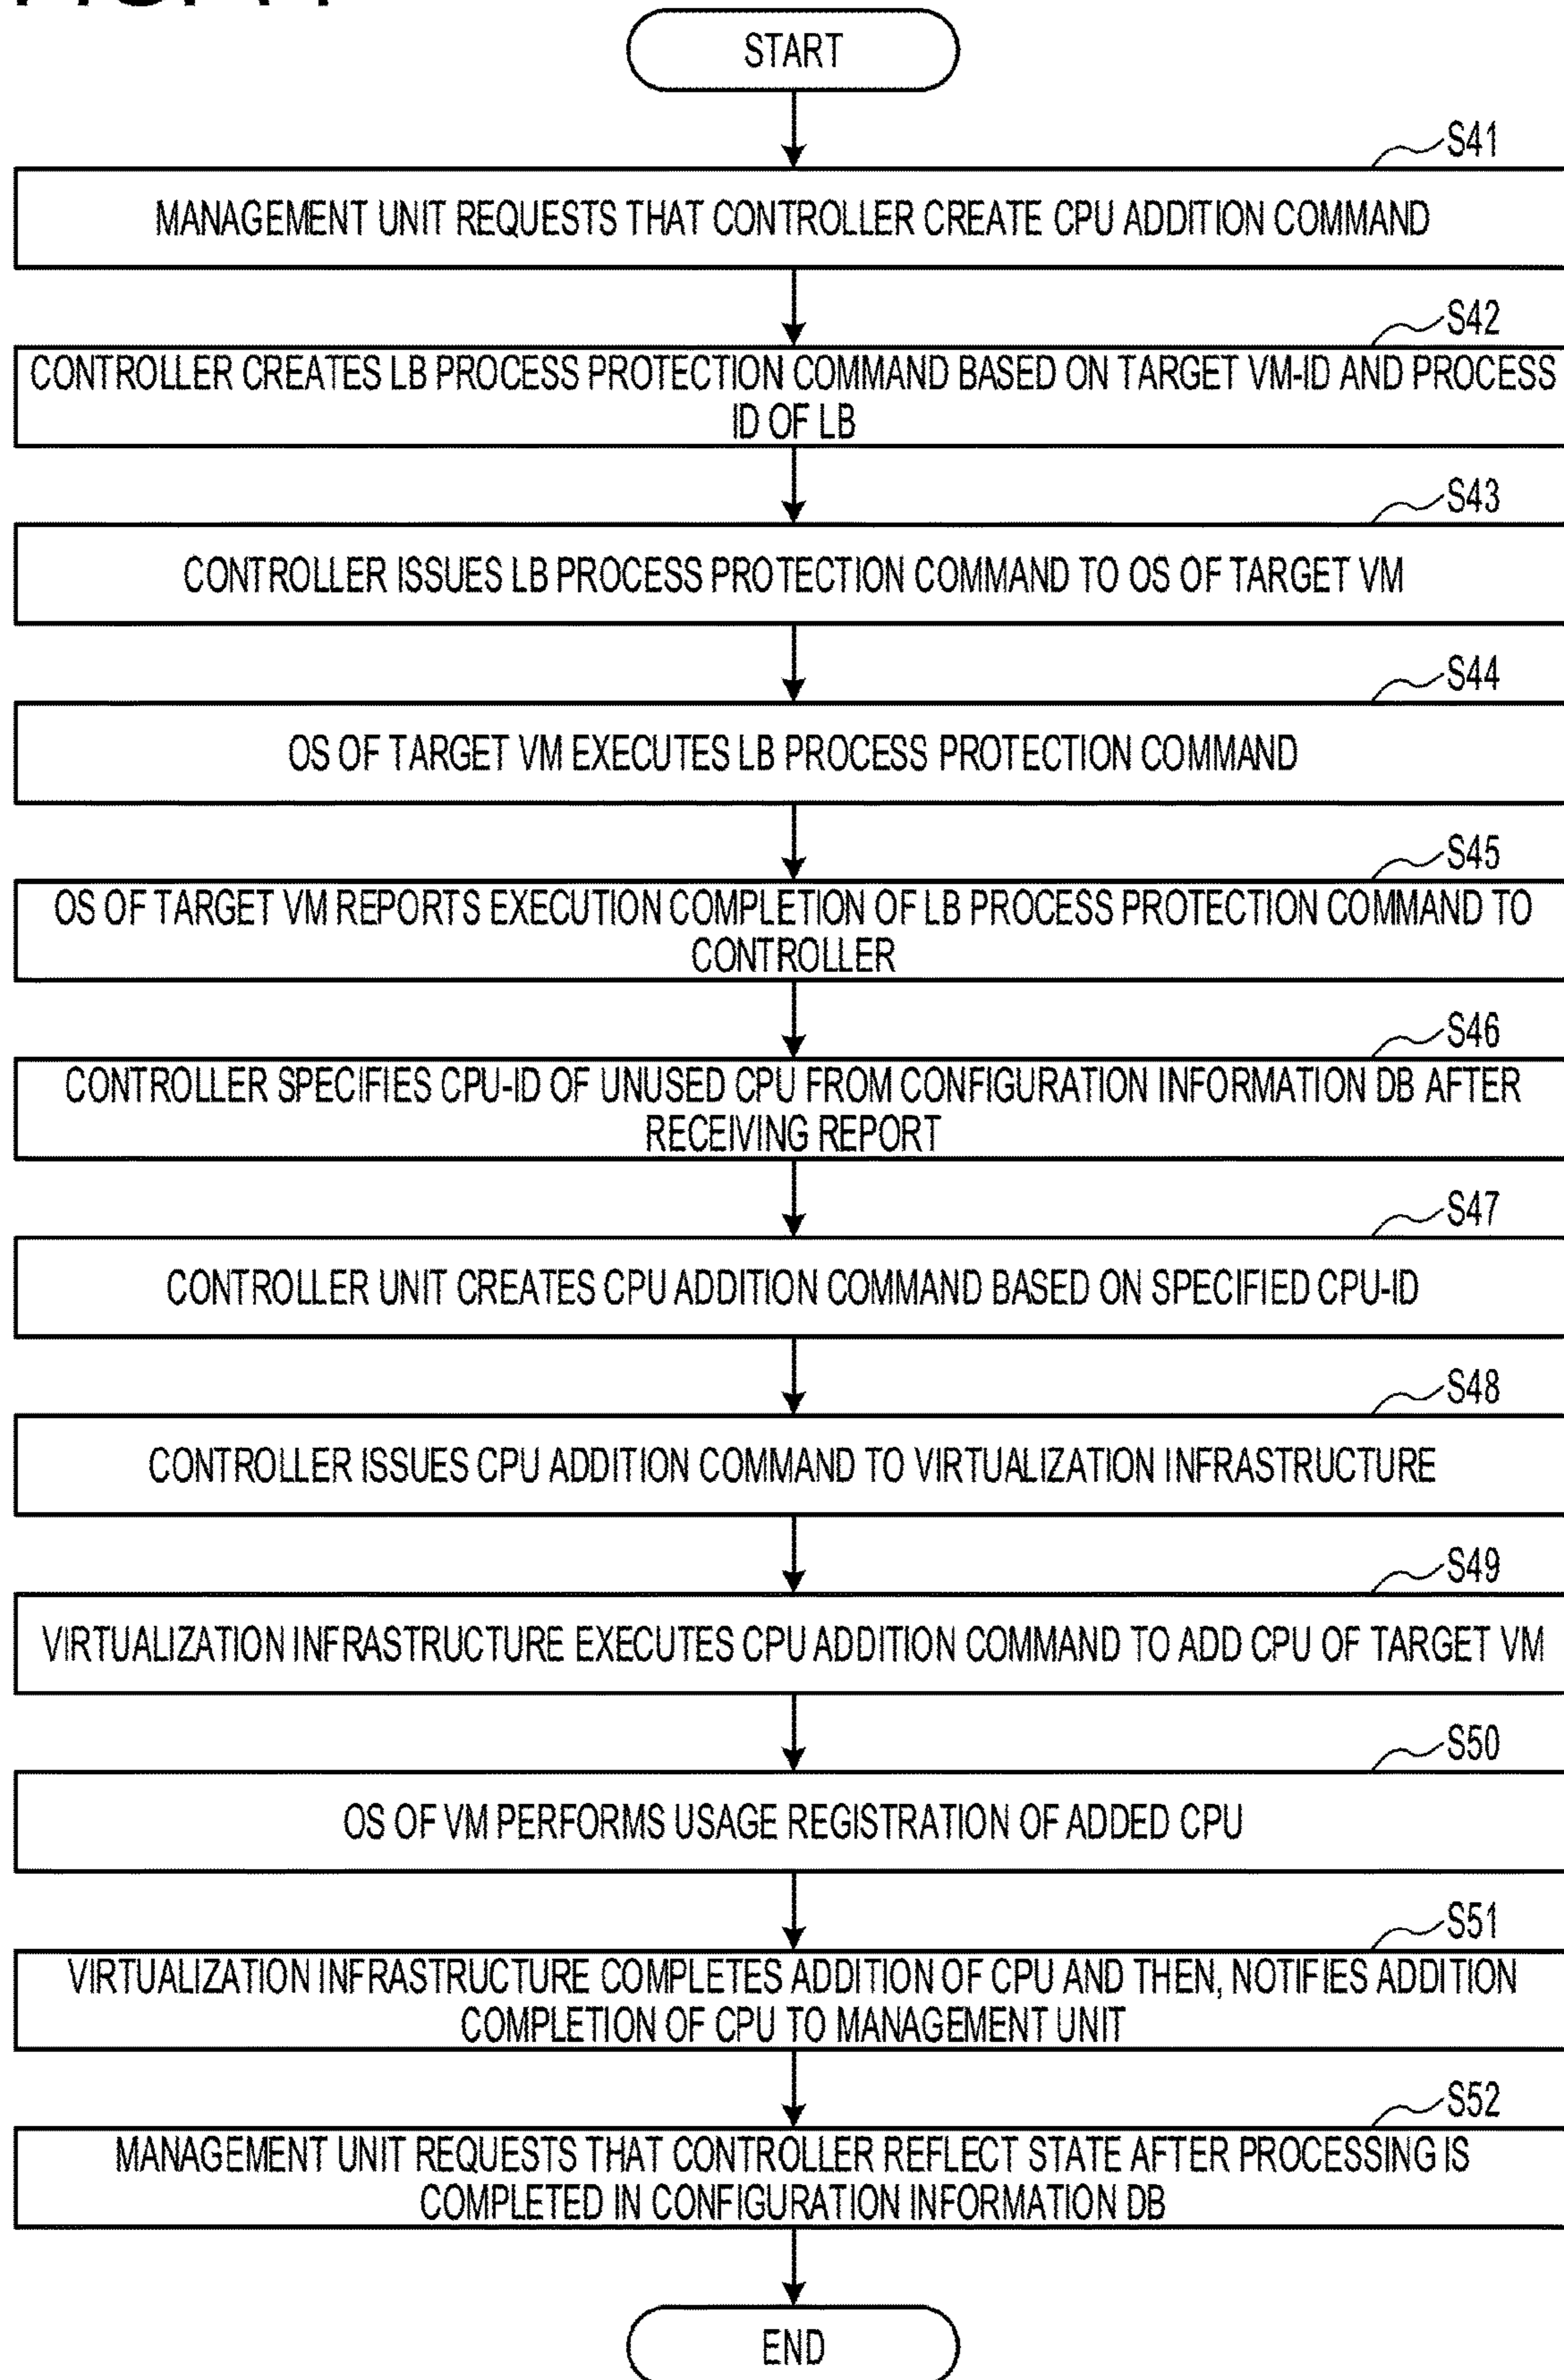 START
S41
MANAGEMENT UNIT REQUESTS THAT CONTROLLER CREATE CPU ADDITION COMMAND
S42
CONTROLLER CREATES LB PROCESS PROTECTION COMMAND BASED ON TARGET VM-ID AND PROCESS
ID OF LB
S43
CONTROLLER ISSUES LB PROCESS PROTECTION COMMAND TO OS OF TARGET VM
S44
OS OF TARGET VM EXECUTES LB PROCESS PROTECTION COMMAND
S45
OS OF TARGET VM REPORTS EXECUTION COMPLETION OF LB PROCESS PROTECTION COMMAND TO
CONTROLLER
S46
CONTROLLER SPECIFIES CPU-ID OF UNUSED CPU FROM CONFIGURATION INFORMATION DB AFTER
RECEIVING REPORT
S47
CONTROLLER UNIT CREATES CPU ADDITION COMMAND BASED ON SPECIFIED CPU-ID
S48
CONTROLLER ISSUES CPU ADDITION COMMAND TO VIRTUALIZATION INFRASTRUCTURE
S49
VIRTUALIZATION INFRASTRUCTURE EXECUTES CPU ADDITION COMMAND TO ADD CPU OF TARGET VM
S50
OS OF VM PERFORMS USAGE REGISTRATION OF ADDED CPU
S51
VIRTUALIZATION INFRASTRUCTURE COMPLETES ADDITION OF CPU AND THEN, NOTIFIES ADDITION
COMPLETION OF CPU TO MANAGEMENT UNIT
S52
MANAGEMENT UNIT REQUESTS THAT CONTROLLER REFLECT STATE AFTER PROCESSING IS
COMPLETED IN CONFIGURATION INFORMATION DB
END